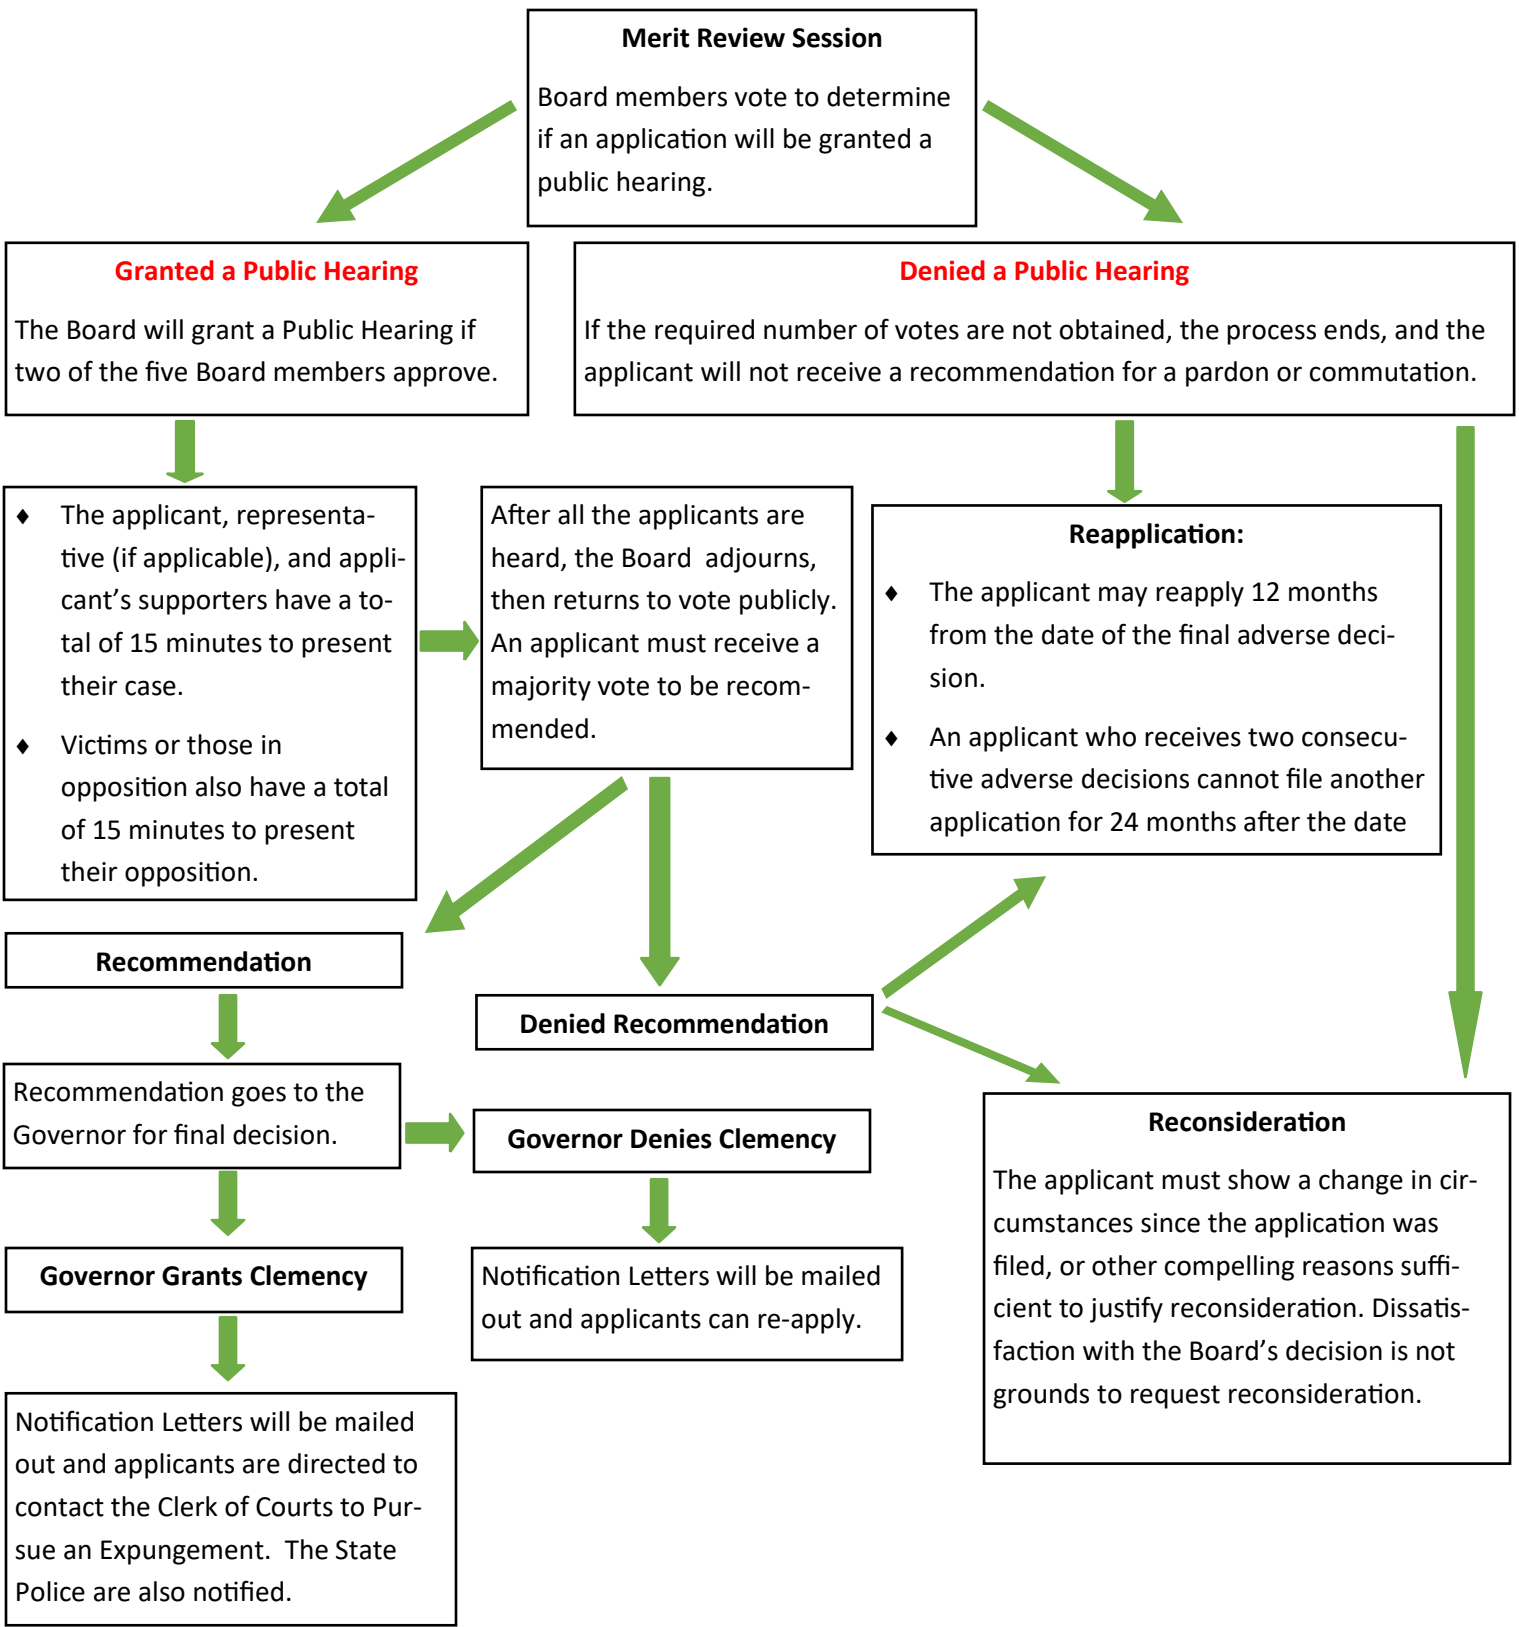 Merit Review Session
Board members vote to determine
if an application will be granted a
public hearing.
Granted a Public Hearing
The Board will grant a Public Hearing if
two of the five Board members approve.
Denied a Public Hearing
If the required number of votes are not obtained, the process ends, and the
applicant will not receive a recommendation for a pardon or commutation.
♦ The applicant, representa-
tive (if applicable), and appli-
cant’s supporters have a to-
tal of 15 minutes to present
their case.
♦ Victims or those in
opposition also have a total
of 15 minutes to present
their opposition.
After all the applicants are
heard, the Board  adjourns,
then returns to vote publicly.
An applicant must receive a
majority vote to be recom-
mended.
Reapplication:
♦ The applicant may reapply 12 months
from the date of the final adverse deci-
sion.
♦ An applicant who receives two consecu-
tive adverse decisions cannot file another
application for 24 months after the date
Recommendation
Denied Recommendation
Recommendation goes to the
Governor for final decision.
Governor Denies Clemency
Reconsideration
The applicant must show a change in cir-
cumstances since the application was
filed, or other compelling reasons suffi-
cient to justify reconsideration. Dissatis-
faction with the Board’s decision is not
grounds to request reconsideration.
Governor Grants Clemency
Notification Letters will be mailed
out and applicants can re-apply.
Notification Letters will be mailed
out and applicants are directed to
contact the Clerk of Courts to Pur-
sue an Expungement.  The State
Police are also notified.